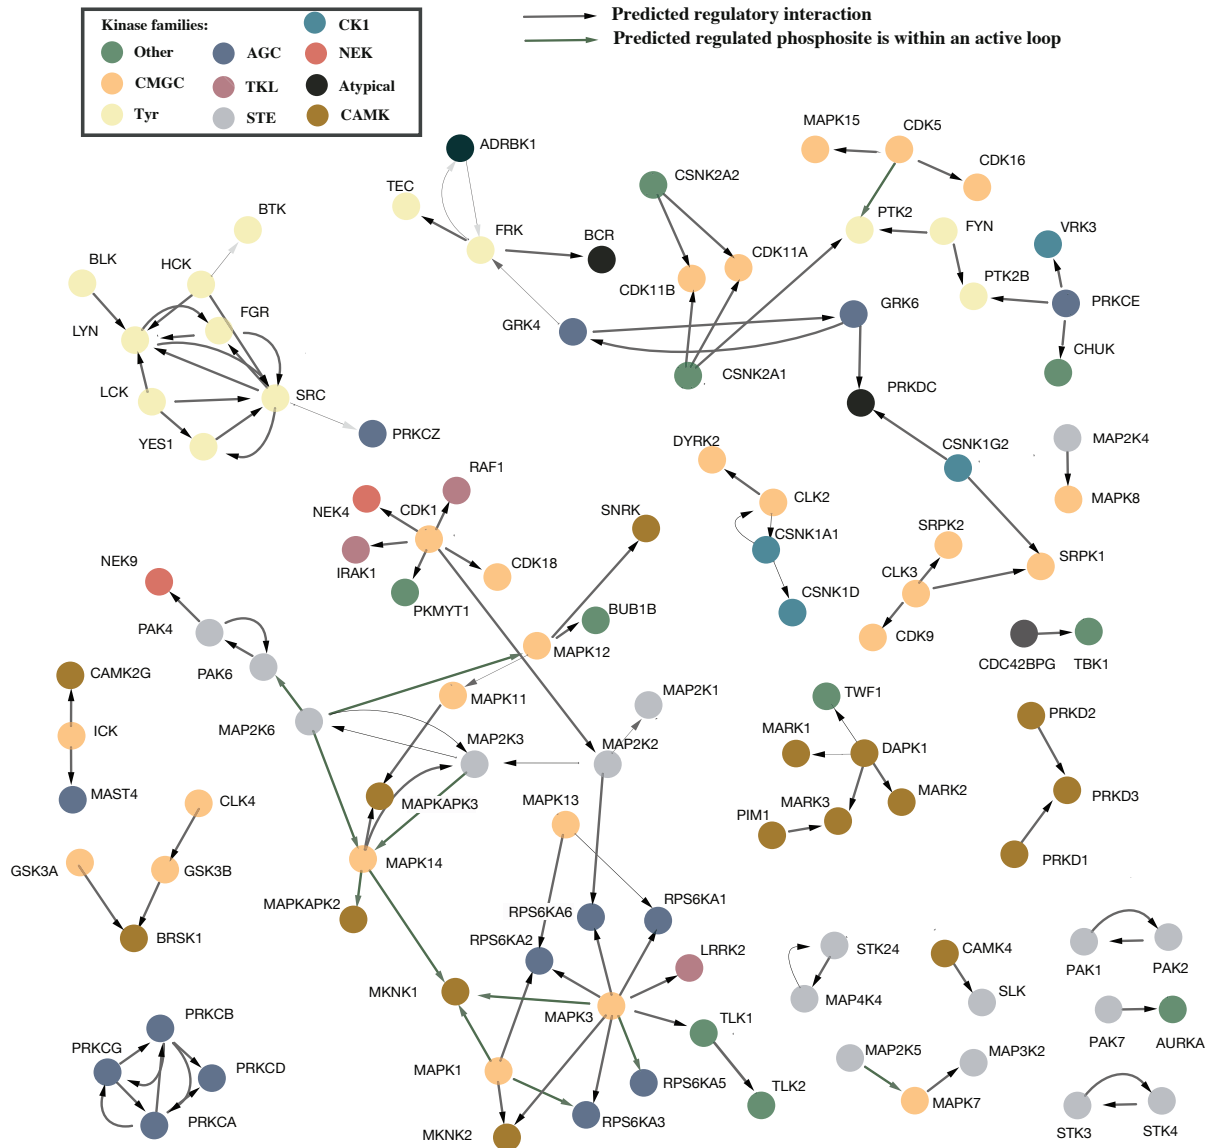 Kinase families:
Other
CMGC
Tyr
AGC
TKL
STE
CK1
NEK
Atypical
CAMK
Predicted regulatory interaction
Predicted regulated phosphosite is within an active loop
MAPK15
CDK5
CDK16
ADRBK1
TEC
CSNK2A2
BTK
FRK
BCR
PTK2
FYN
VRK3
BLK
HCK
CDK11A
PTK2B
CDK11B
PRKCE
FGR
GRK6
LYN
GRK4
CHUK
CSNK2A1
LCK
SRC
PRKDC
YES1
PRKCZ
DYRK2
CSNK1G2
MAP2K4
RAF1
CLK2
MAPK8
NEK4
CDK1
SNRK
CSNK1A1
SRPK2
IRAK1
CDK18
SRPK1
NEK9
CLK3
CSNK1D
PKMYT1
BUB1B
PAK4
CDK9
MAPK12
CDC42BPG
TBK1
CAMK2G
PAK6
MAP2K1
MAPK11
TWF1
ICK
MAP2K6
MAP2K3
MAP2K2
MARK1
DAPK1
PRKD2
MAST4
CLK4
MAPKAPK3
MAPK13
MARK3
MARK2
PRKD3
PIM1
GSK3A
GSK3B
MAPK14
PRKD1
MAPKAPK2
RPS6KA6
RPS6KA1
BRSK1
RPS6KA2
LRRK2
STK24
CAMK4
PAK1
PAK2
MKNK1
MAP4K4
SLK
MAPK3
PRKCB
TLK1
PRKCG
PAK7
AURKA
PRKCD
MAPK1
MAP2K5
MAP3K2
RPS6KA5
TLK2
MAPK7
PRKCA
RPS6KA3
MKNK2
STK3
STK4